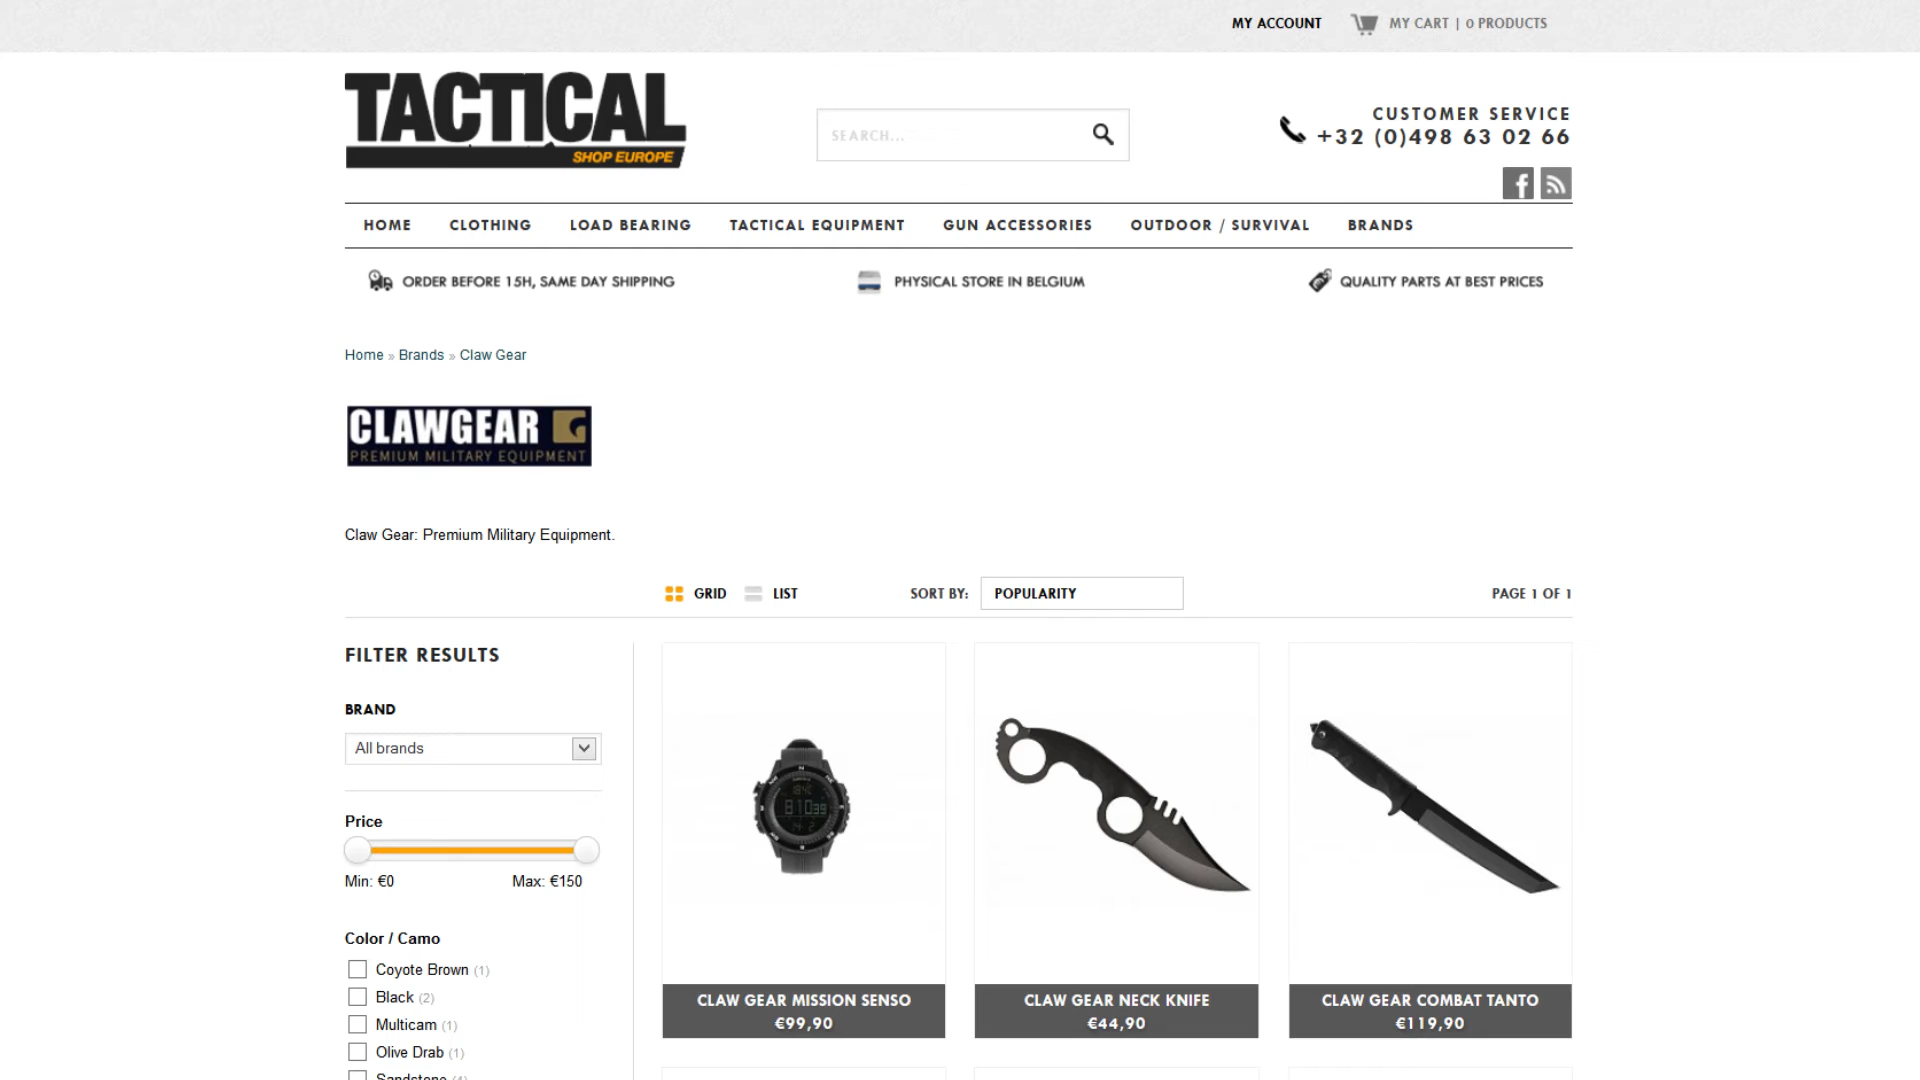 MY ACCOUNT
MY CART | 0 PRODUCTS
TACTICAL
SHOP EUROPE
SEARCH...
CUSTOMER SERVICE
+32 (0)498 63 02 66
HOME CLOTHING LOAD BEARING TACTICAL EQUIPMENT GUN ACCESSORIES OUTDOOR / SURVIVAL BRANDS
ORDER BEFORE 15H, SAME DAY SHIPPING
PHYSICAL STORE IN BELGIUM
QUALITY PARTS AT BEST PRICES
Home » Brands » Claw Gear
CLAWGEAR
PREMIUM MILITARY EQUIPMENT
Claw Gear: Premium Military Equipment.
GRID LIST SORT BY: POPULARITY PAGE 1 OF 1
FILTER RESULTS
BRAND
All brands
Price
Min: €0 Max: €150
Color / Camo
Coyote Brown (1)
Black (2)
Multicam (1)
Olive Drab (1)
CLAW GEAR MISSION SENSO
€99,90
CLAW GEAR NECK KNIFE
€44,90
CLAW GEAR COMBAT TANTO
€119,90